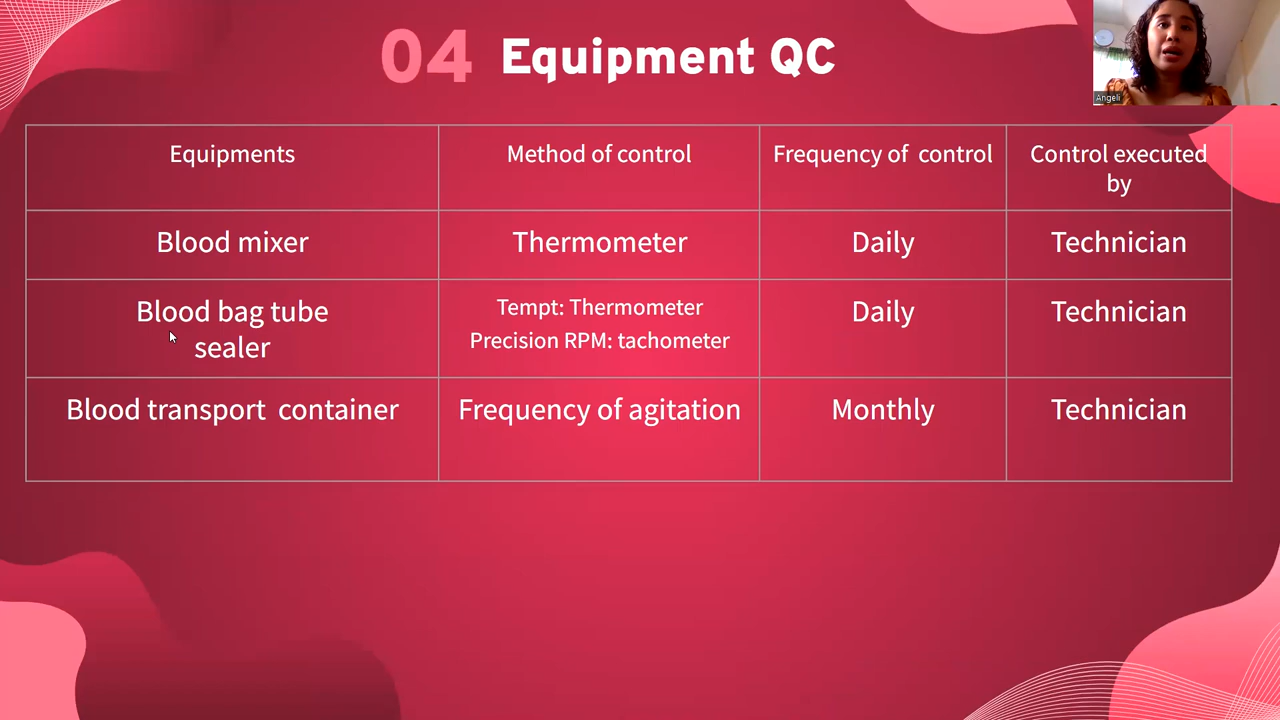 04 Equipment QC
Angeli
Equipments
Method of control
Frequency of control
Control executed
by
Blood mixer
Thermometer
Daily
Technician
Blood bag tube
sealer
Tempt: Thermometer
Precision RPM: tachometer
Daily
Technician
Blood transport container
Frequency of agitation
Monthly
Technician